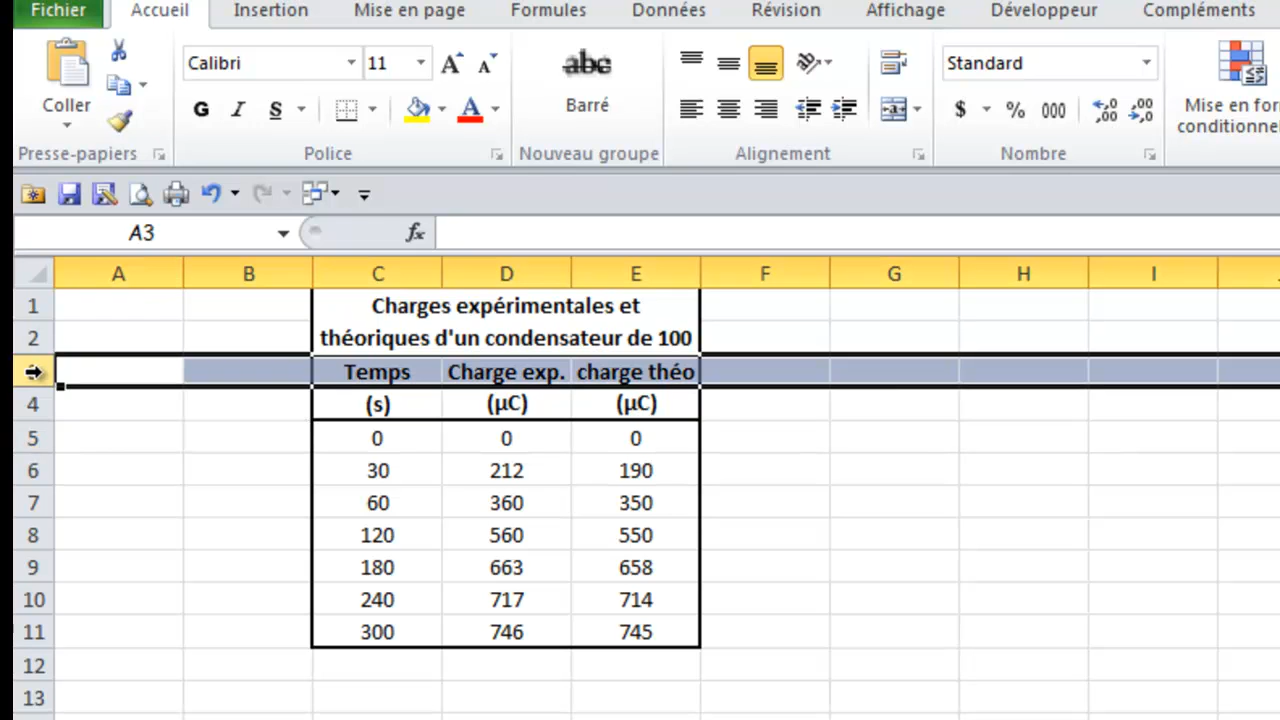 Fichier Accueil Insertion Mise en page Formules Données Révision Affichage Développeur Compléments
Calibri 11 abc Standard
Coller G I S A Barré $ % 000 Mise en for
conditionne
Presse-papiers Police Nouveau groupe Alignement Nombre
A3 fx
A B C D E F G H I
1 Charges expérimentales et
2 théoriques d'un condensateur de 100
Temps Charge exp. charge théo
4 (s) (µC) (µC)
5 0 0 0
6 30 212 190
7 60 360 350
8 120 560 550
9 180 663 658
10 240 717 714
11 300 746 745
12
13